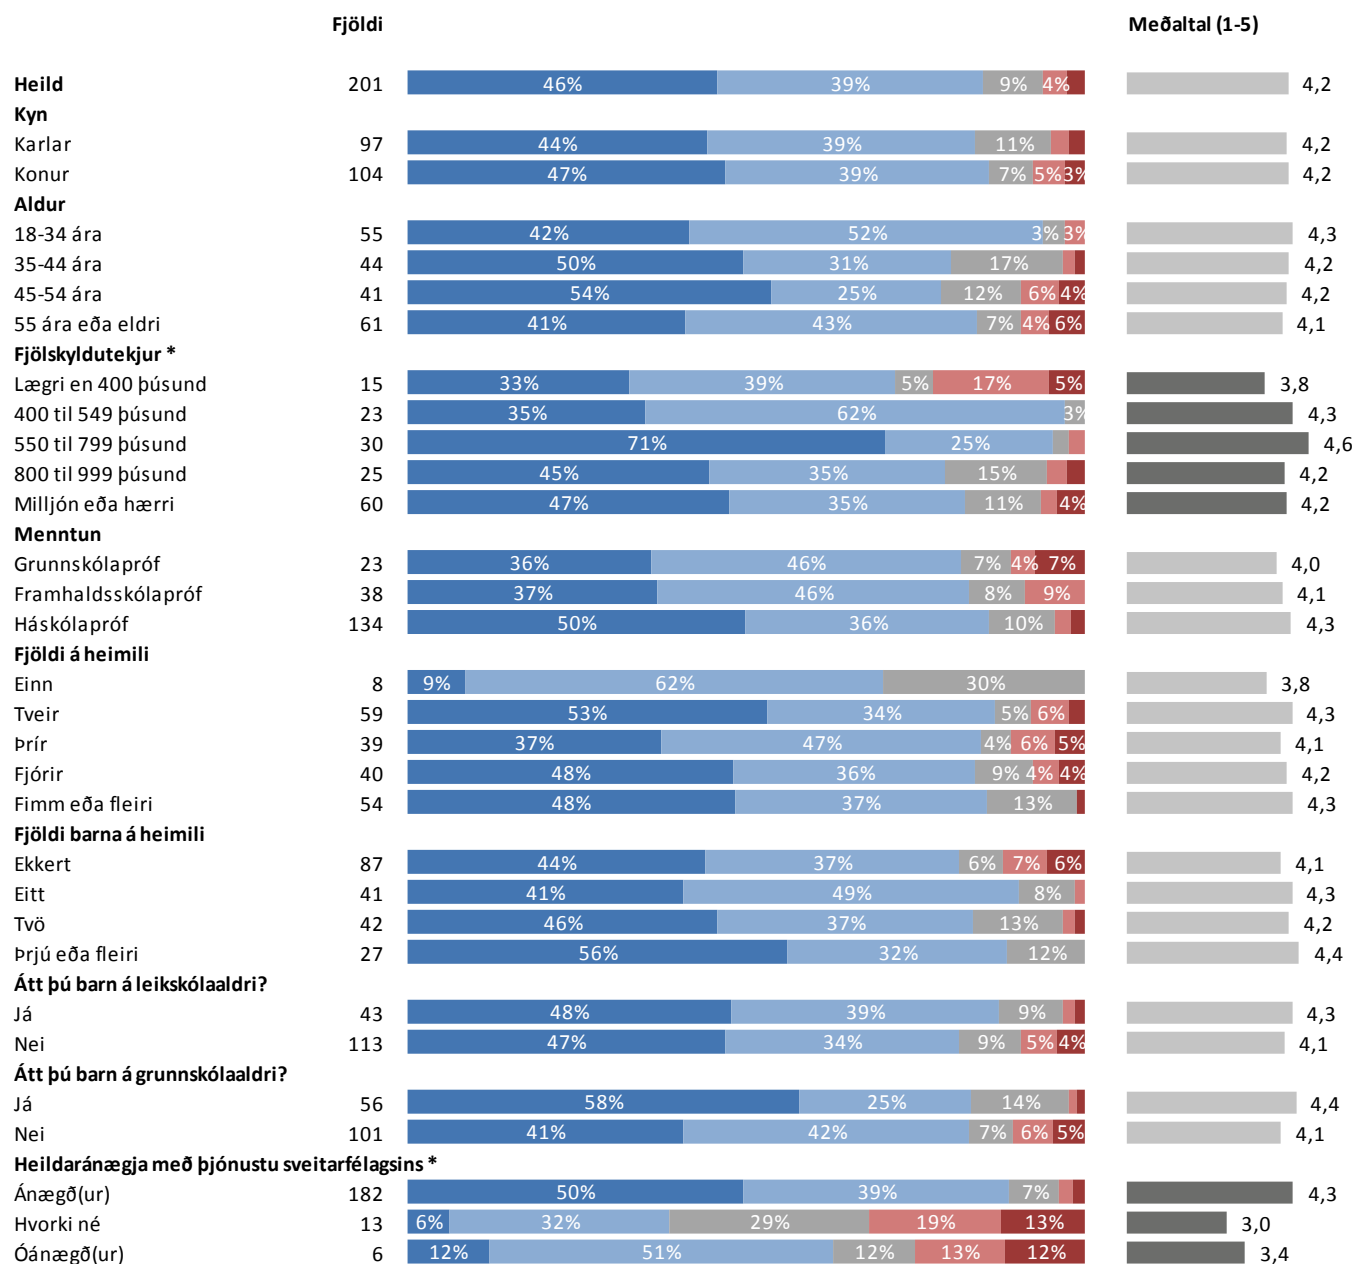 Fjöldi Meðaltal (1-5)
Heild 201 46% 39% 9% 4% 4,2
Kyn
Karlar 97 44% 39% 11% 4,2
Konur 104 47% 39% 7% 5% 3% 4,2
Aldur
18-34 ára 55 42% 52% 3% 3% 4,3
35-44 ára 44 50% 31% 17% 4,2
45-54 ára 41 54% 25% 12% 6% 4% 4,2
55 ára eða eldri 61 41% 43% 7% 4% 6% 4,1
Fjölskyldutekjur *
Lægri en 400 þúsund 15 33% 39% 5% 17% 5% 3,8
400 til 549 þúsund 23 35% 62% 3% 4,3
550 til 799 þúsund 30 71% 25% 4,6
800 til 999 þúsund 25 45% 35% 15% 4,2
Milljón eða hærri 60 47% 35% 11% 4% 4,2
Menntun
Grunnskólapróf 23 36% 46% 7% 4% 7% 4,0
Framhaldsskólapróf 38 37% 46% 8% 9% 4,1
Háskólapróf 134 50% 36% 10% 4,3
Fjöldi á heimili
Einn 8 9% 62% 30% 3,8
Tveir 59 53% 34% 5% 6% 4,3
Þrír 39 37% 47% 4% 6% 5% 4,1
Fjórir 40 48% 36% 9% 4% 4% 4,2
Fimm eða fleiri 54 48% 37% 13% 4,3
Fjöldi barna á heimili
Ekkert 87 44% 37% 6% 7% 6% 4,1
Eitt 41 41% 49% 8% 4,3
Tvö 42 46% 37% 13% 4,2
Þrjú eða fleiri 27 56% 32% 12% 4,4
Átt þú barn á leikskólaaldri?
Já 43 48% 39% 9% 4,3
Nei 113 47% 34% 9% 5% 4% 4,1
Átt þú barn á grunnskólaaldri?
Já 56 58% 25% 14% 4,4
Nei 101 41% 42% 7% 6% 5% 4,1
Heildaránægja með þjónustu sveitarfélagsins *
Ánægð(ur) 182 50% 39% 7% 4,3
Hvorki né 13 6% 32% 29% 19% 13% 3,0
Óánægð(ur) 6 12% 51% 12% 13% 12% 3,4